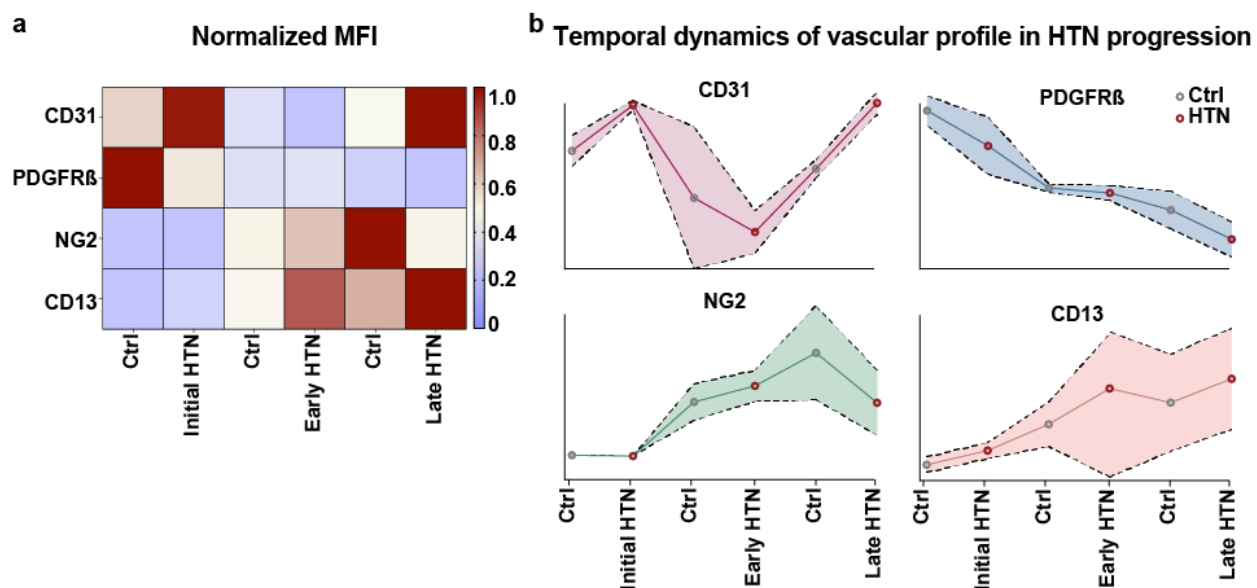 a
Normalized MFI
CD31
PDGFRß
NG2
CD13
1.0
0.8
0.6
0.4
0.2
0
Ctrl
Initial HTN
Ctrl
Early HTN
Ctrl
Late HTN
b
Temporal dynamics of vascular profile in HTN progression
CD31
PDGFRß
Ctrl
HTN
NG2
CD13
Ctrl
Initial HTN
Ctrl
Early HTN
Ctrl
Late HTN
Ctrl
Initial HTN
Ctrl
Early HTN
Ctrl
Late HTN